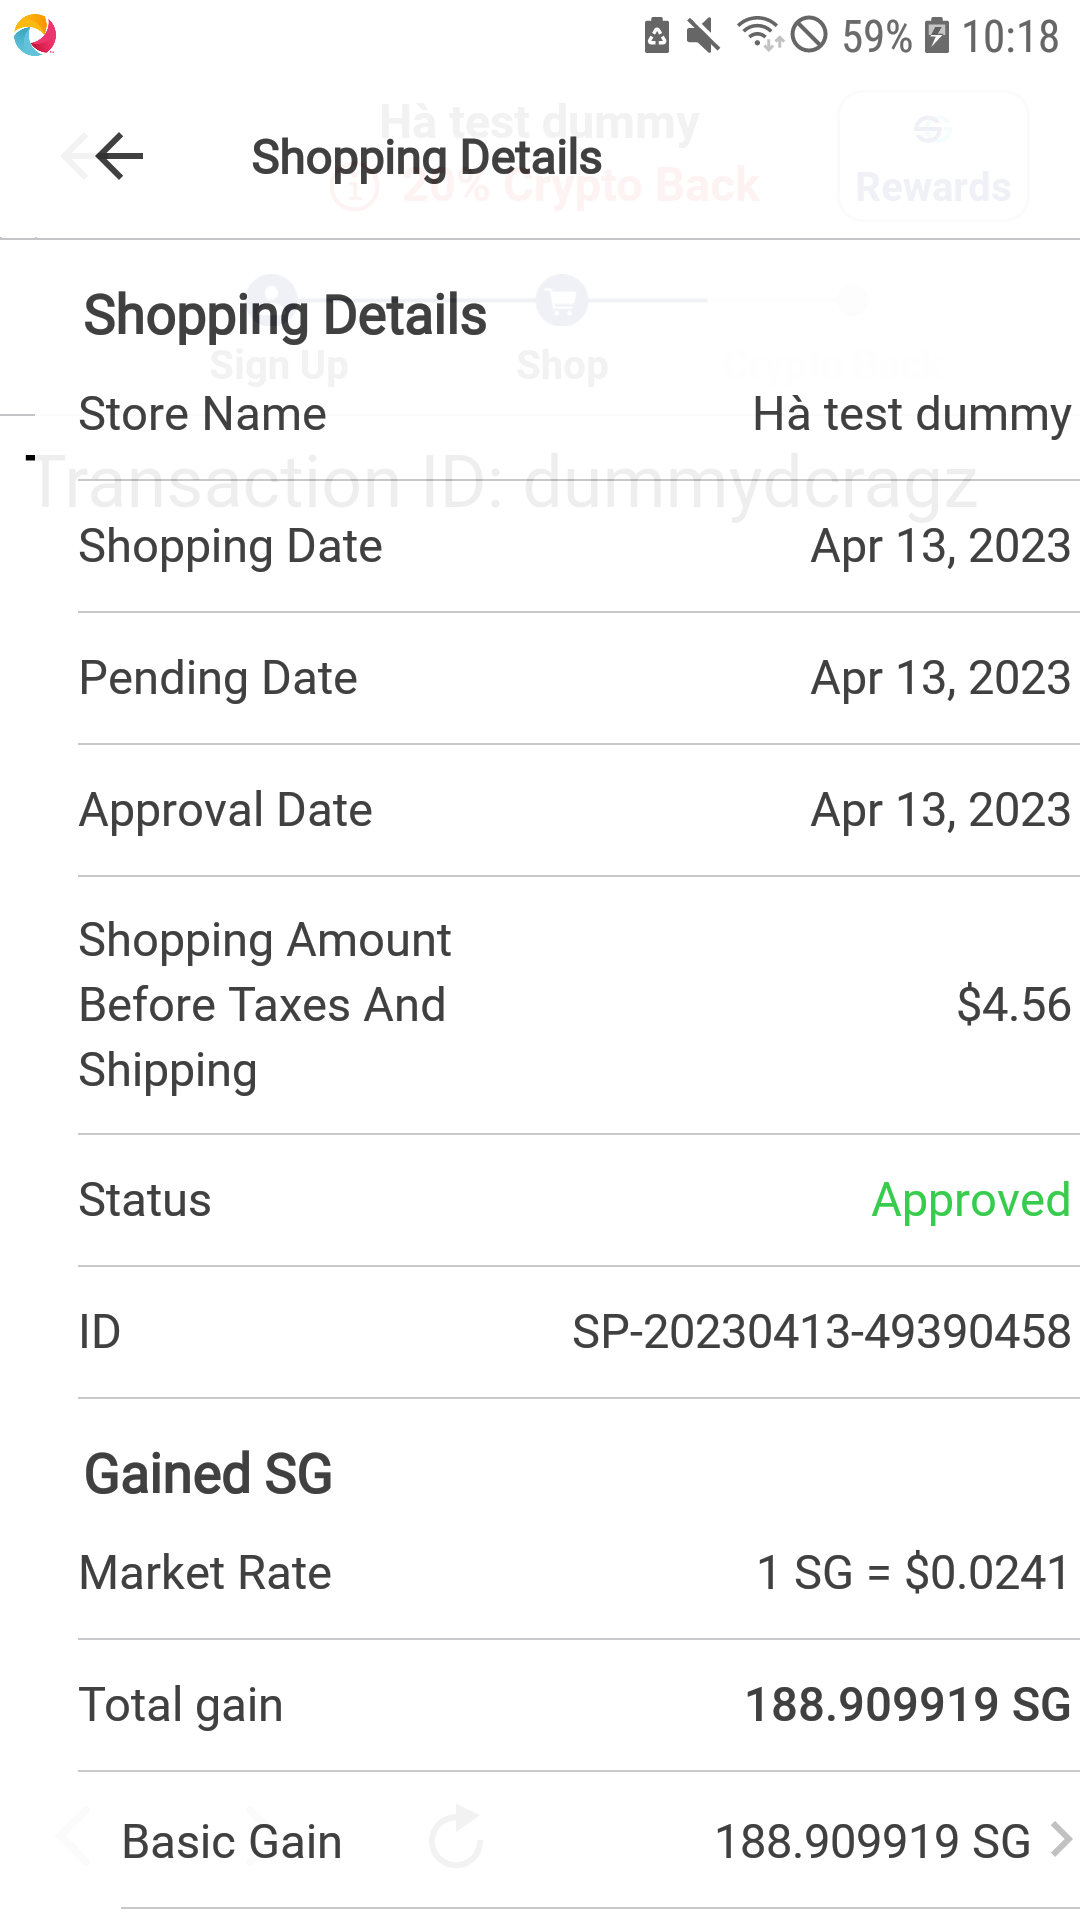 59% 10:18
Hà test dummy
Shopping Details
20% Crypto Back
Rewards
Shopping Details
Sign Up
Shop
Crypto Back
Store Name Hà test dummy
Transaction ID: dummydcragz
Shopping Date Apr 13, 2023
Pending Date Apr 13, 2023
Approval Date Apr 13, 2023
Shopping Amount
Before Taxes And
Shipping
$4.56
Status Approved
ID SP-20230413-49390458
Gained SG
Market Rate 1 SG = $0.0241
Total gain 188.909919 SG
Basic Gain 188.909919 SG